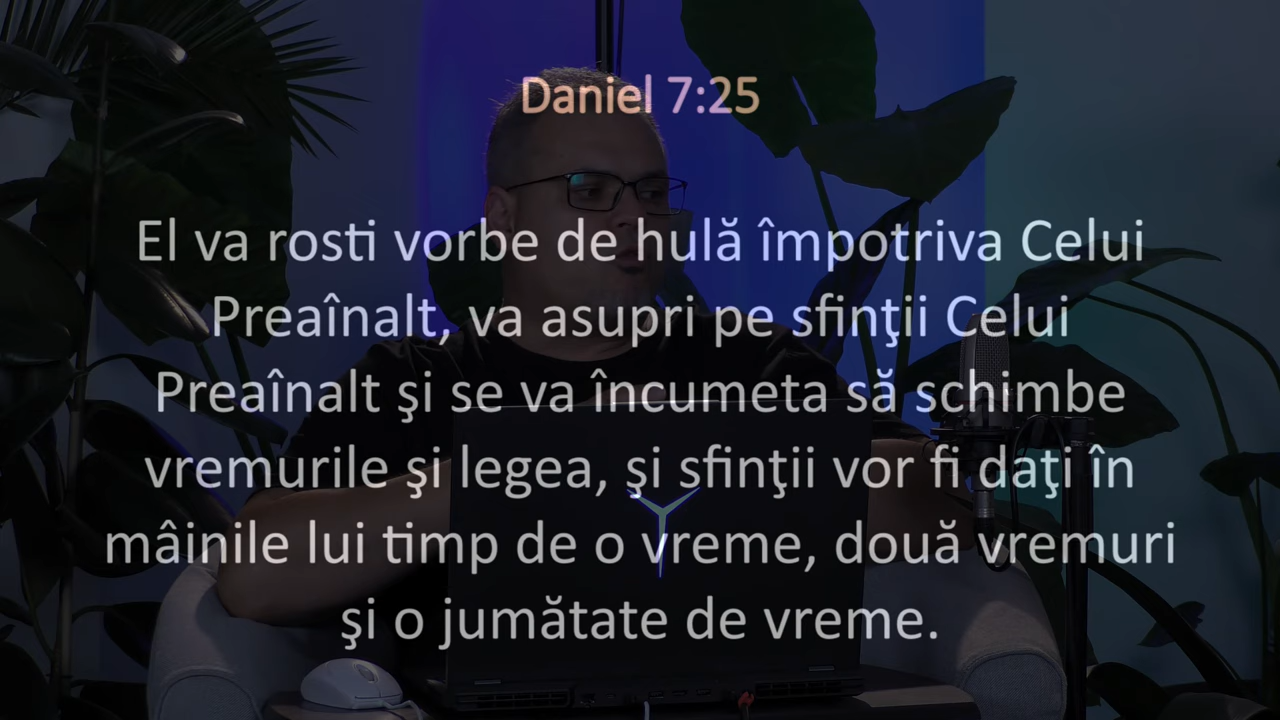 Daniel 7:25
El va rosti vorbe de hulă împotriva Celui
Preaînalt, va asupri pe sfinţii Celui
Preaînalt şi se va încumeta să schimbe
vremurile şi legea, şi sfinţii vor fi daţi în
mâinile lui timp de o vreme, două vremuri
şi o jumătate de vreme.